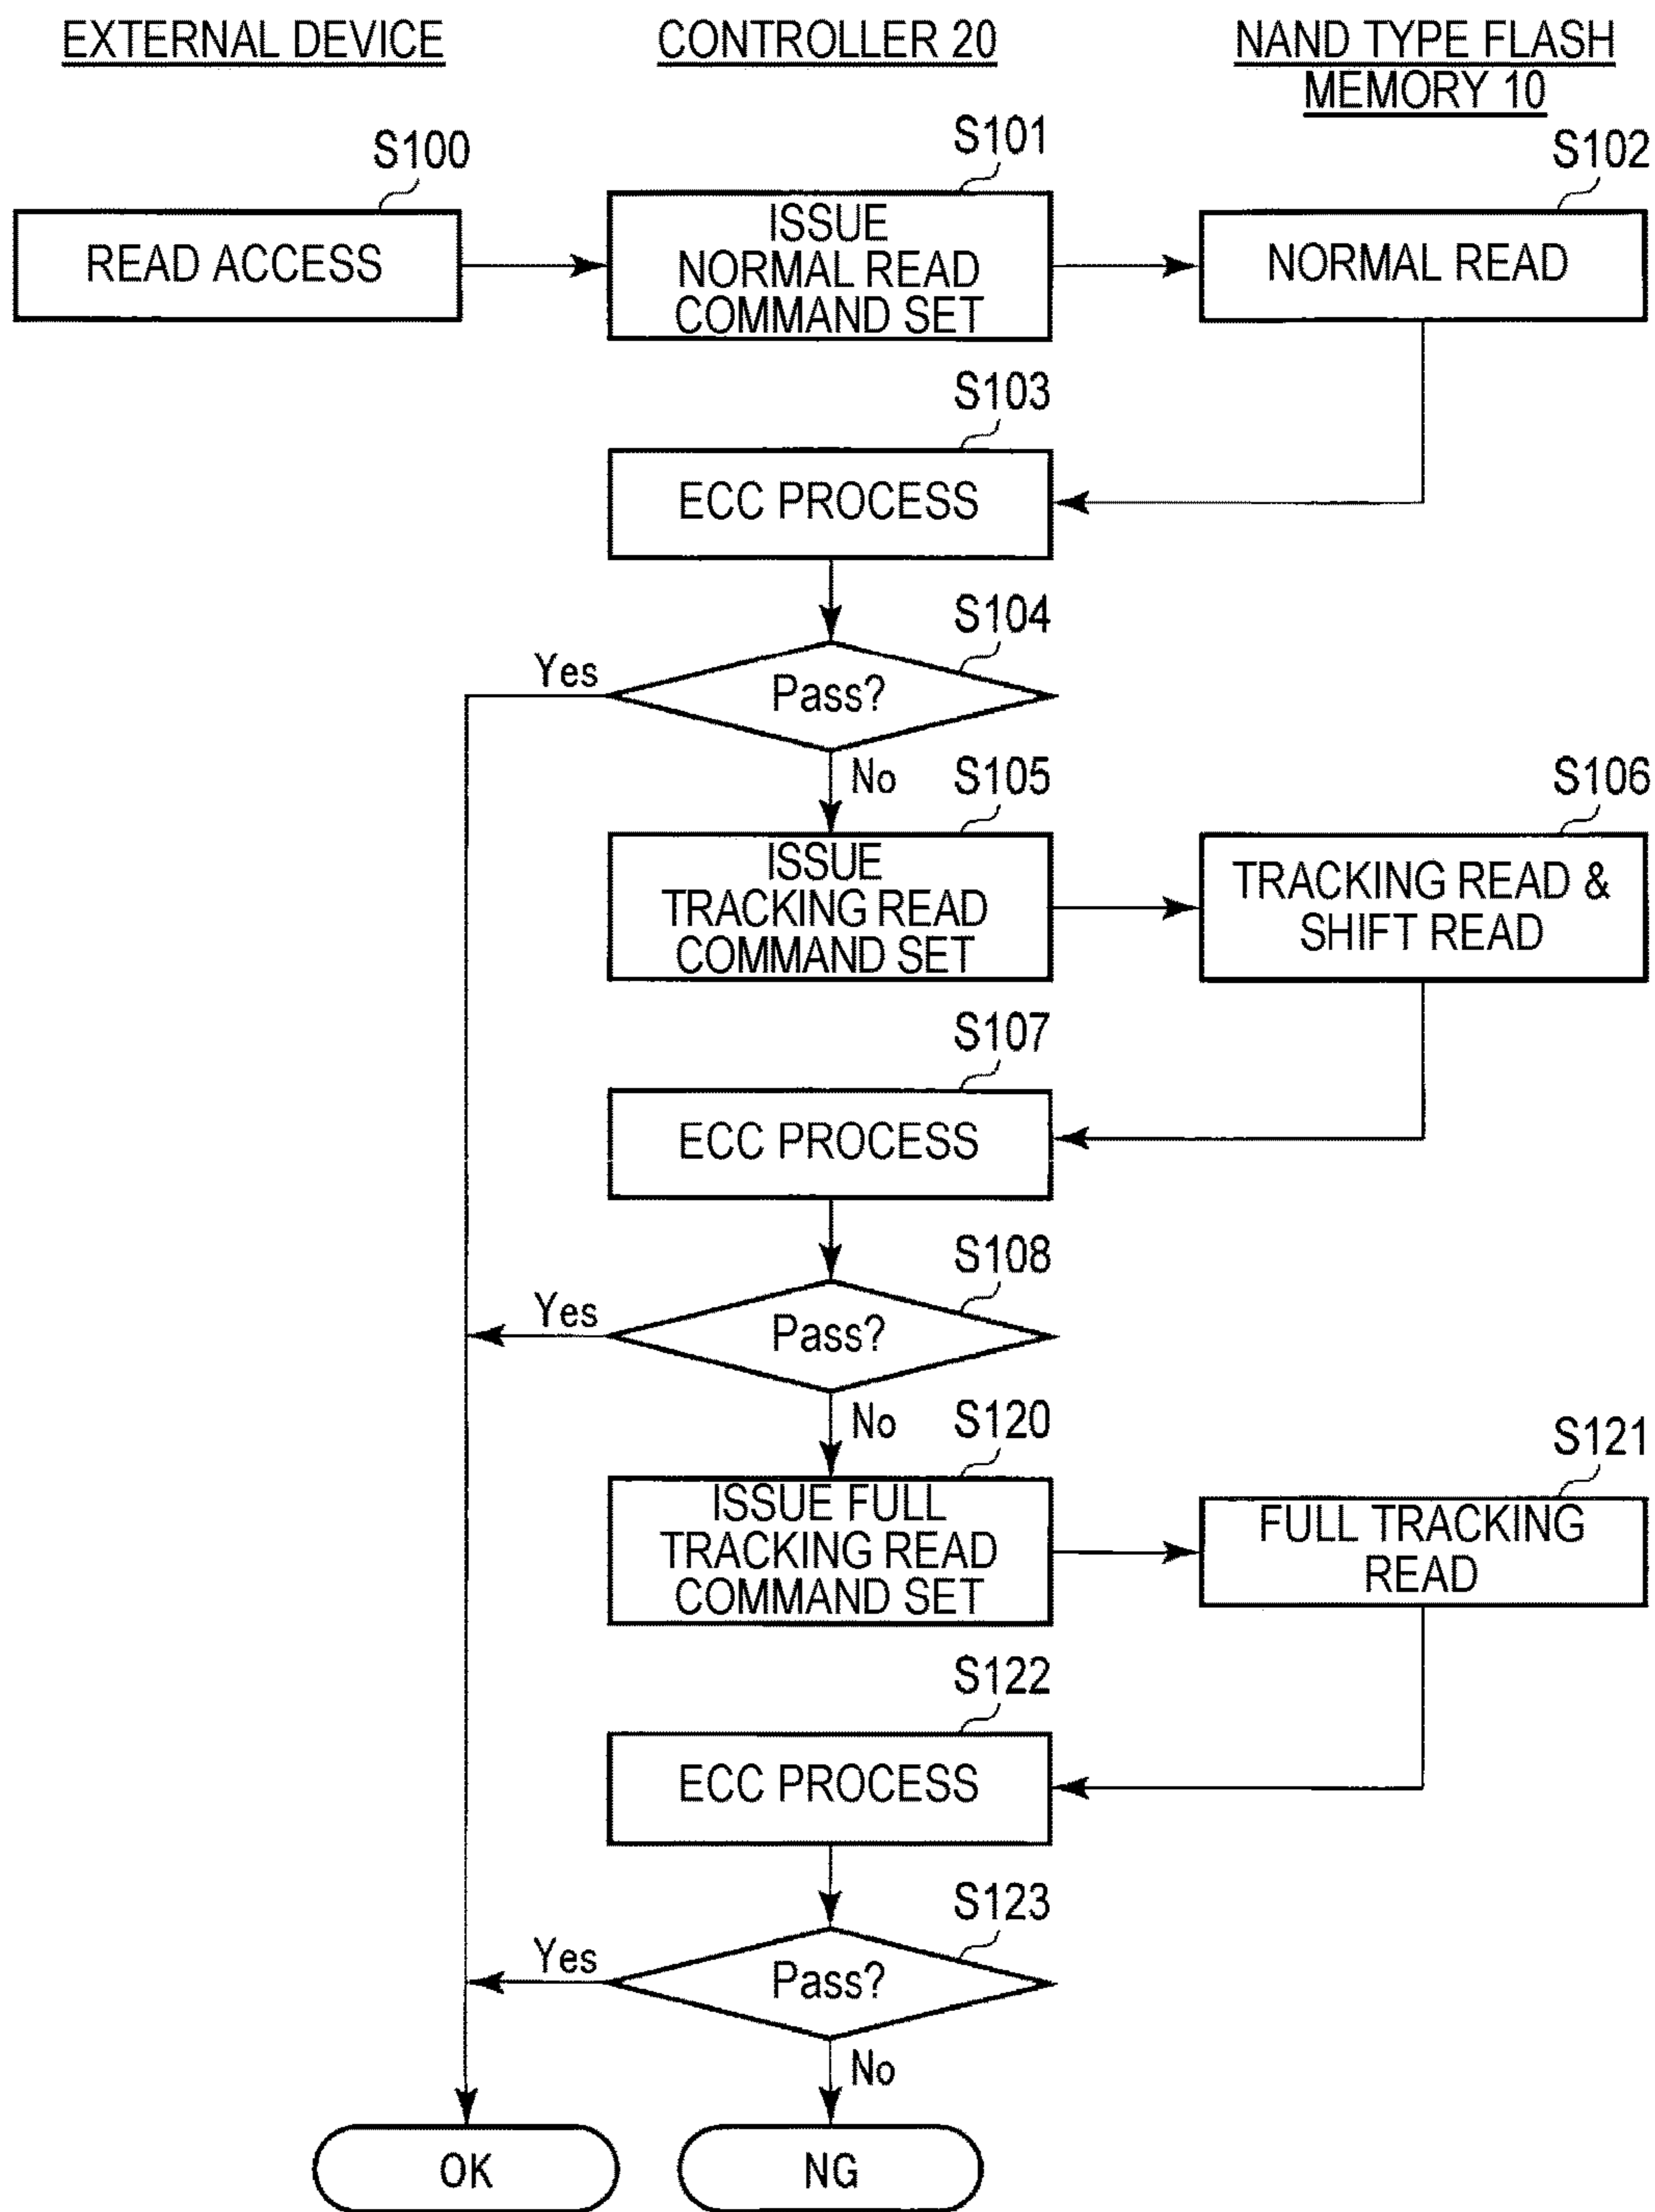 EXTERNAL DEVICE
CONTROLLER 20
NAND TYPE FLASH
MEMORY 10
S100
S101
S102
READ ACCESS
ISSUE
NORMAL READ
COMMAND SET
NORMAL READ
S103
ECC PROCESS
S104
Yes
Pass?
No
S105
S106
ISSUE
TRACKING READ
COMMAND SET
TRACKING READ &
SHIFT READ
S107
ECC PROCESS
S108
Yes
Pass?
No
S120
S121
ISSUE FULL
TRACKING READ
COMMAND SET
FULL TRACKING
READ
S122
ECC PROCESS
S123
Yes
Pass?
No
OK
NG